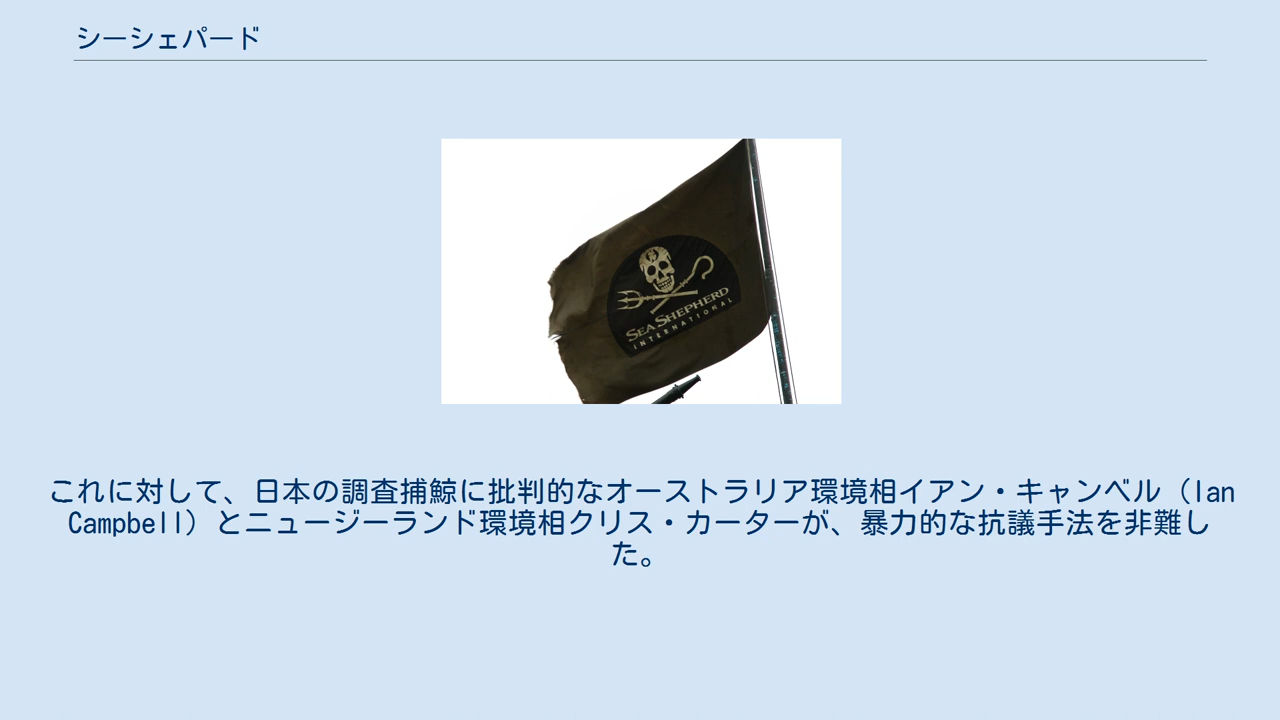 シーシェパード
SEA SHEPHERD
INTERNATIONAL
これに対して、日本の調査捕鯨に批判的なオーストラリア環境相イアン・キャンベル（Ian
Campbell）とニュージーランド環境相クリス・カーターが、暴力的な抗議手法を非難し
た。